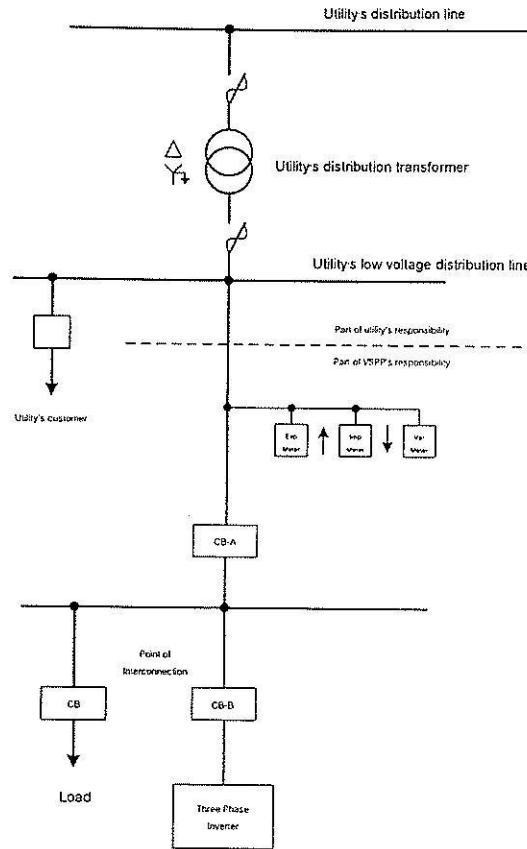 Utility's distribution line
Utility's distribution transformer
Utility's low voltage distribution line
Part of utility's responsibility
Part of VSPP's responsibility
Utility's customer
Exp
Meter
Imp
Meter
Var
Meter
CB-A
Point of
Interconnection
CB
CB-B
Load
Three Phase
Inverter